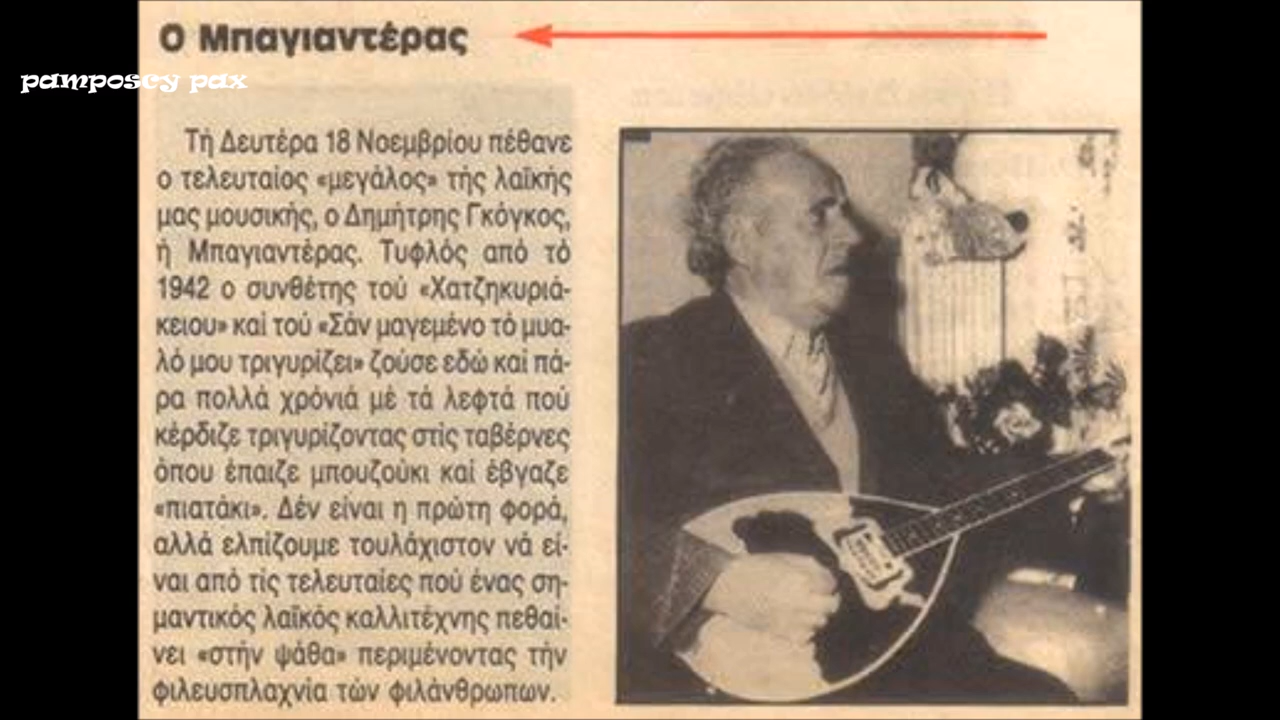 Ο Μπαγιαντέρας
pamposcy pax
Τή Δευτέρα 18 Νοεμβρίου πέθανε
ο τελευταίος «μεγάλος» τής λαϊκής
μας μουσικής, ο Δημήτρης Γκόγκος,
ή Μπαγιαντέρας. Τυφλός από τό
1942 ο συνθέτης τού «Χατζηκυριά-
κειου» καί τού «Σάν μαγεμένο τό μυα-
λό μου τριγυρίζει» ζούσε εδώ καί πά-
ρα πολλά χρόνιά μέ τά λεφτά πού
κέρδιζε τριγυρίζοντας στίς ταβέρνες
όπου έπαιζε μπουζούκι καί έβγαζε
«πιατάκι». Δέν είναι η πρώτη φορά,
αλλά ελπίζουμε τουλάχιστον νά εί-
ναι από τίς τελευταίες πού ένας ση-
μαντικός λαϊκός καλλιτέχνης πεθαί-
νει «στήν ψάθα» περιμένοντας τήν
φιλευσπλαχνία τών φιλάνθρωπων.